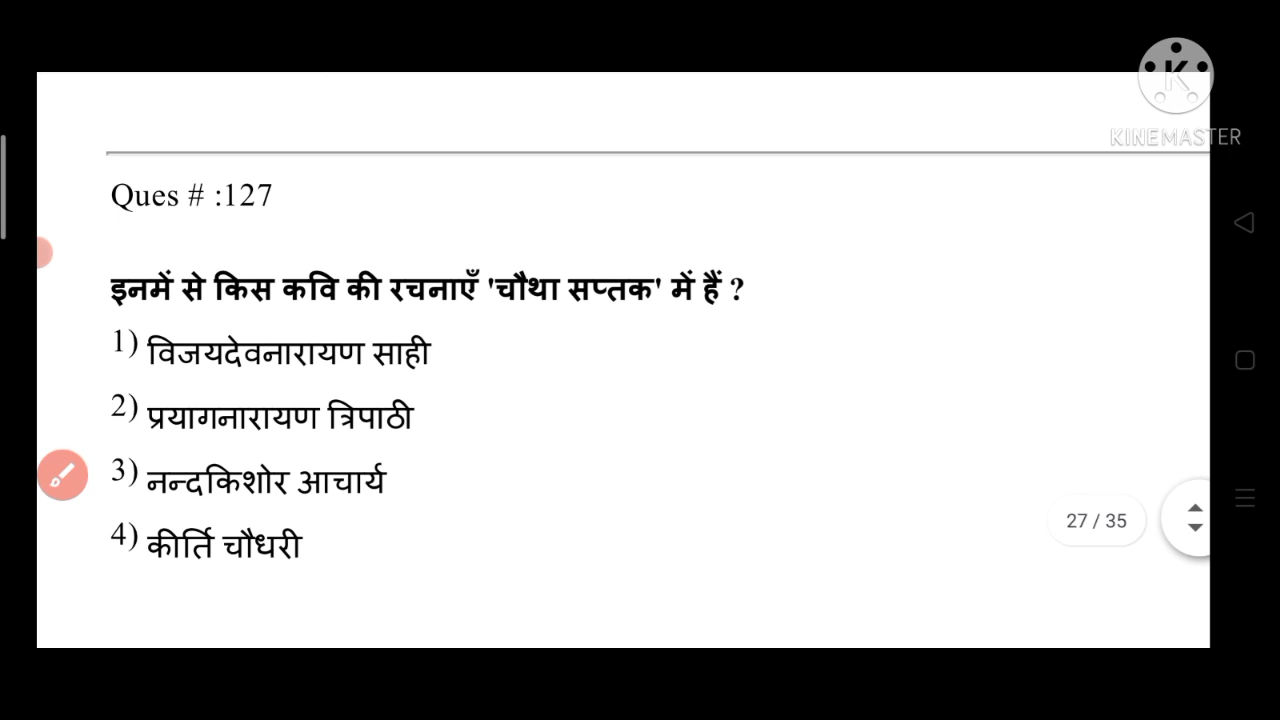 K
KINEMASTER
Ques # :127
इनमें से किस कवि की रचनाएँ 'चौथा सप्तक' में हैं ?
1) विजयदेवनारायण साही
2) प्रयागनारायण त्रिपाठी
3) नन्दकिशोर आचार्य
4) कीर्ति चौधरी
27 / 35